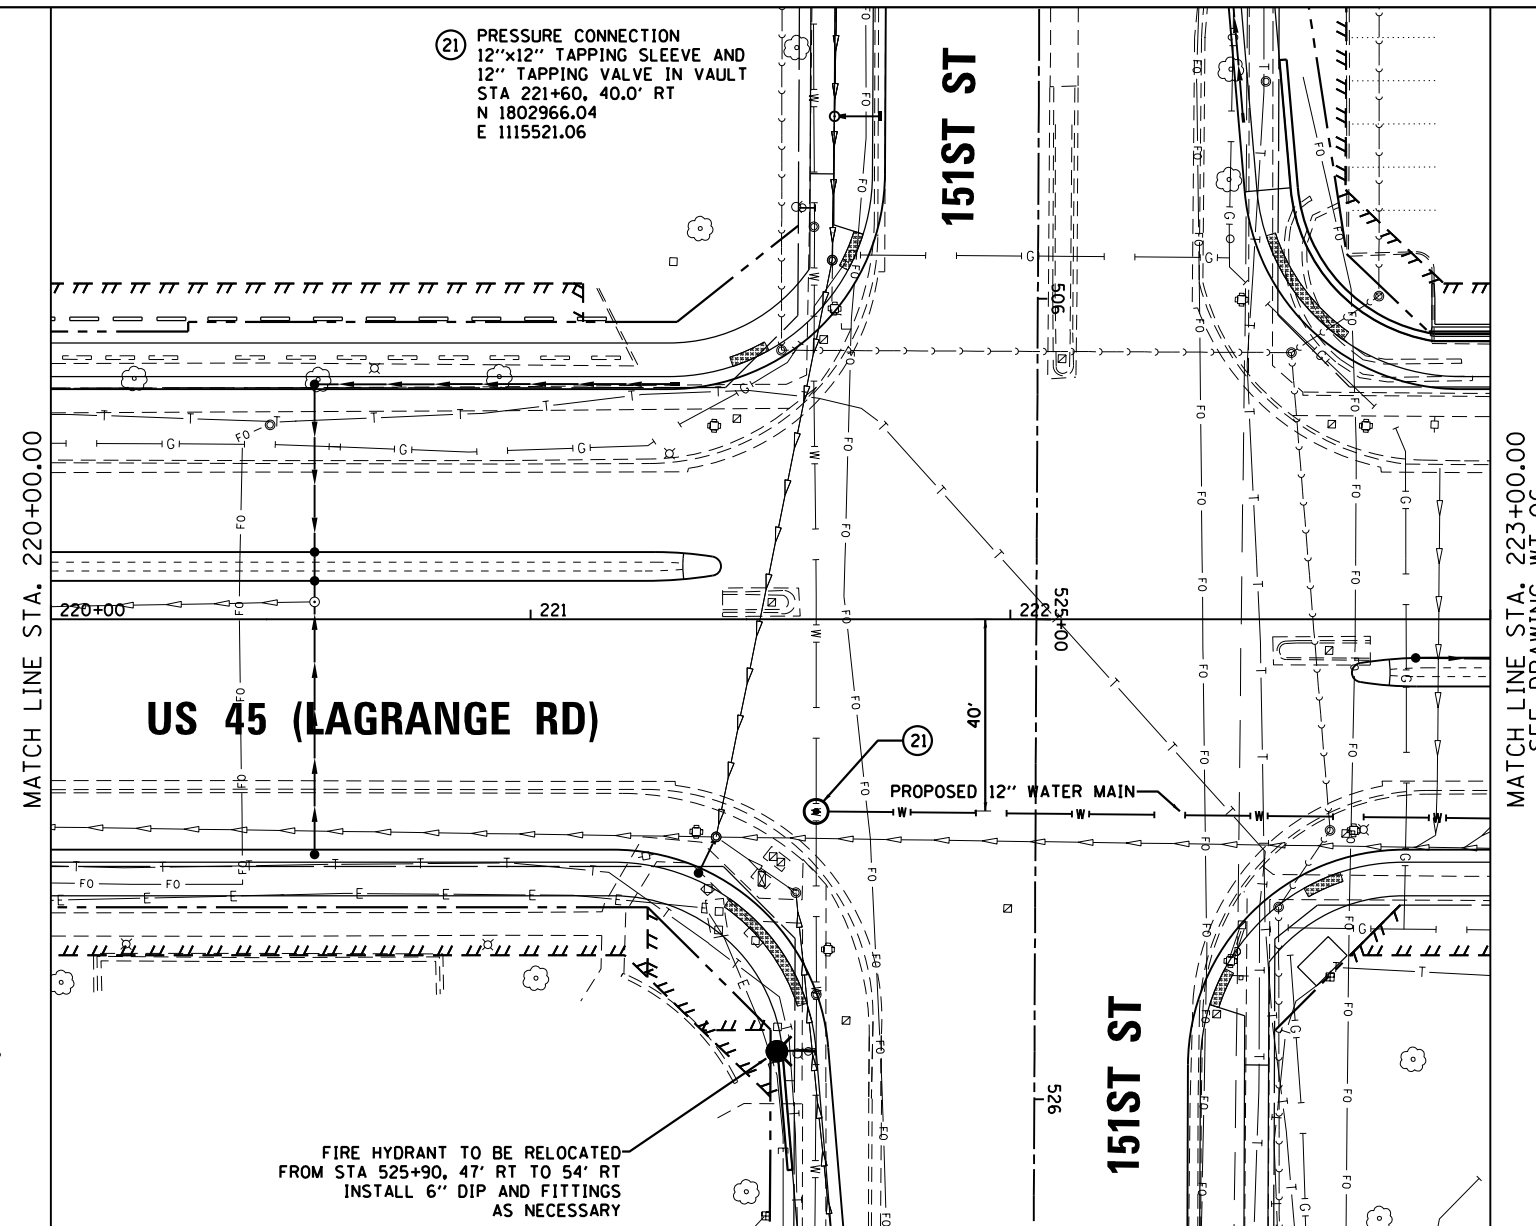 21
PRESSURE CONNECTION
12"x12" TAPPING SLEEVE AND
12" TAPPING VALVE IN VAULT
STA 221+60, 40.0' RT
N 1802966.04
E 1115521.06
151ST ST
506
MATCH LINE STA. 220+00.00
220+00
221
222
525+00
MATCH LINE STA. 223+00.00
US 45 (LAGRANGE RD)
40'
21
PROPOSED 12" WATER MAIN
151ST ST
526
FIRE HYDRANT TO BE RELOCATED
FROM STA 525+90, 47' RT TO 54' RT
INSTALL 6" DIP AND FITTINGS
AS NECESSARY